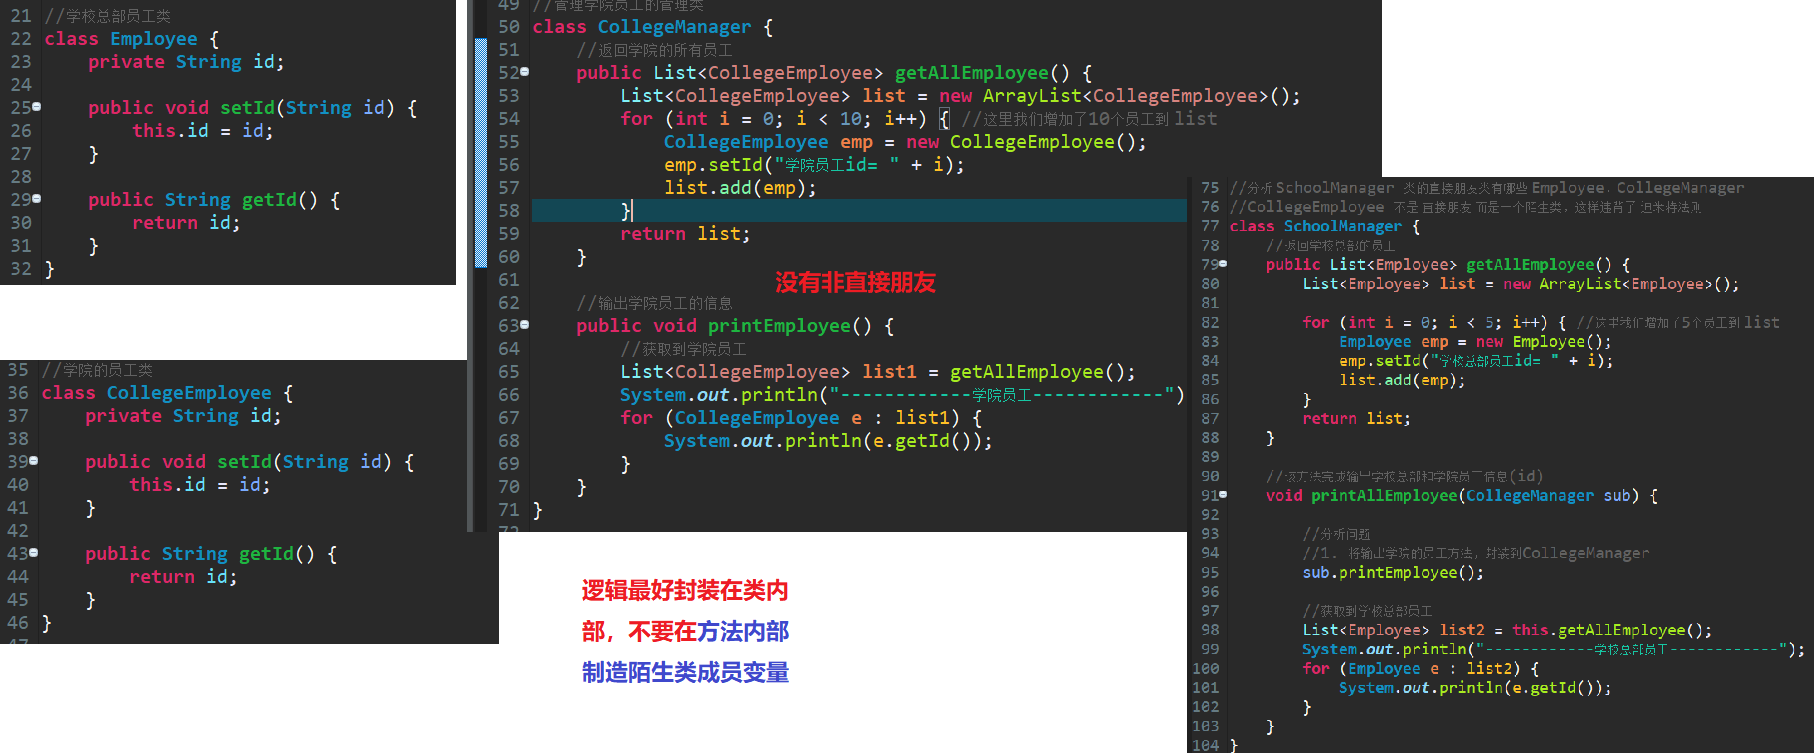 21 //学校总部员工类
22 class Employee {
23 private String id;
24
25 public void setId(String id) {
26 this.id = id;
27 }
28
29 public String getId() {
30 return id;
31 }
32 }
35 //学院的员工类
36 class CollegeEmployee {
37 private String id;
38
39 public void setId(String id) {
40 this.id = id;
41 }
42
43 public String getId() {
44 return id;
45 }
46 }
49 //管理学院员工的管理类
50 class CollegeManager {
51 //返回学院的所有员工
52 public List<CollegeEmployee> getAllEmployee() {
53 List<CollegeEmployee> list = new ArrayList<CollegeEmployee>();
54 for (int i = 0; i < 10; i++) { //这里我们增加了10个员工到 list
55 CollegeEmployee emp = new CollegeEmployee();
56 emp.setId("学院员工id= " + i);
57 list.add(emp);
58 }
59 return list;
60 }
61
没有非直接朋友
62 //输出学院员工的信息
63 public void printEmployee() {
64 //获取到学院员工
65 List<CollegeEmployee> list1 = getAllEmployee();
66 System.out.println("------------学院员工------------")
67 for (CollegeEmployee e : list1) {
68 System.out.println(e.getId());
69 }
70 }
71 }
逻辑最好封装在类内
部，不要在方法内部
制造陌生类成员变量
75 //分析 SchoolManager 类的直接朋友类有哪些 Employee、CollegeManager
76 //CollegeEmployee 不是 直接朋友 而是一个陌生类，这样违背了 迪米特法则
77 class SchoolManager {
78 //返回学校总部的员工
79 public List<Employee> getAllEmployee() {
80 List<Employee> list = new ArrayList<Employee>();
81
82 for (int i = 0; i < 5; i++) { //这里我们增加了5个员工到 list
83 Employee emp = new Employee();
84 emp.setId("学校总部员工id= " + i);
85 list.add(emp);
86 }
87 return list;
88 }
89
90 //该方法完成输出学校总部和学院员工信息(id)
91 void printAllEmployee(CollegeManager sub) {
92
93 //分析问题
94 //1. 将输出学院的员工方法，封装到CollegeManager
95 sub.printEmployee();
96
97 //获取到学校总部员工
98 List<Employee> list2 = this.getAllEmployee();
99 System.out.println("------------学校总部员工------------");
100 for (Employee e : list2) {
101 System.out.println(e.getId());
102 }
103 }
104 }